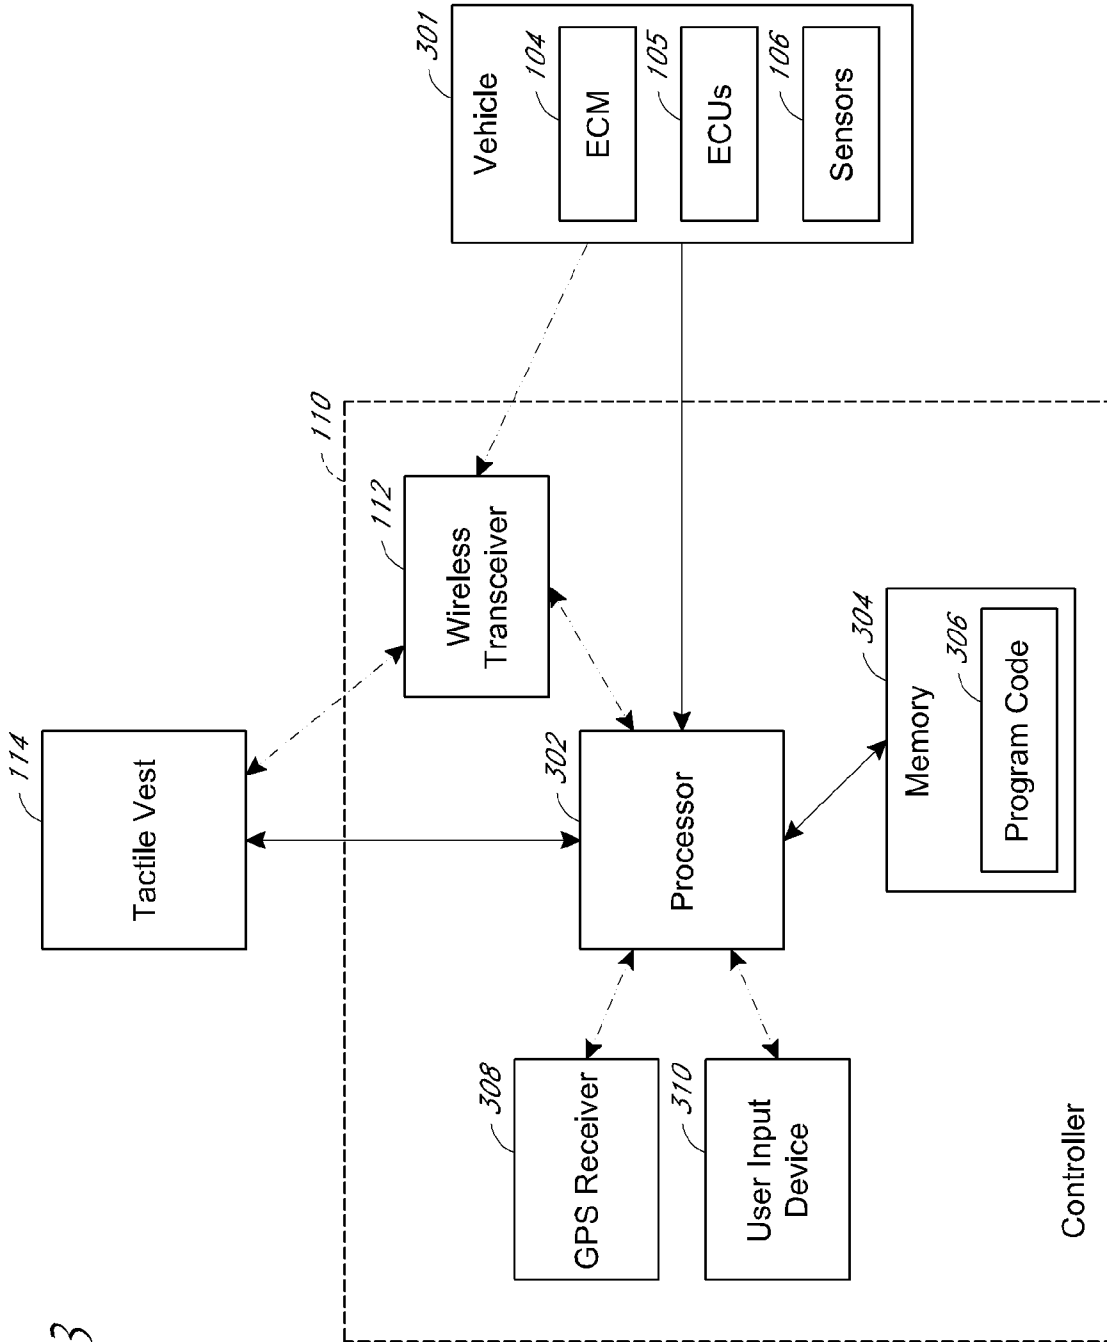 114
Tactile Vest
110
112
Wireless
Transceiver
301
Vehicle
104
ECM
105
ECUs
106
Sensors
302
Processor
308
GPS Receiver
310
User Input
Device
304
Memory
306
Program Code
Controller
3